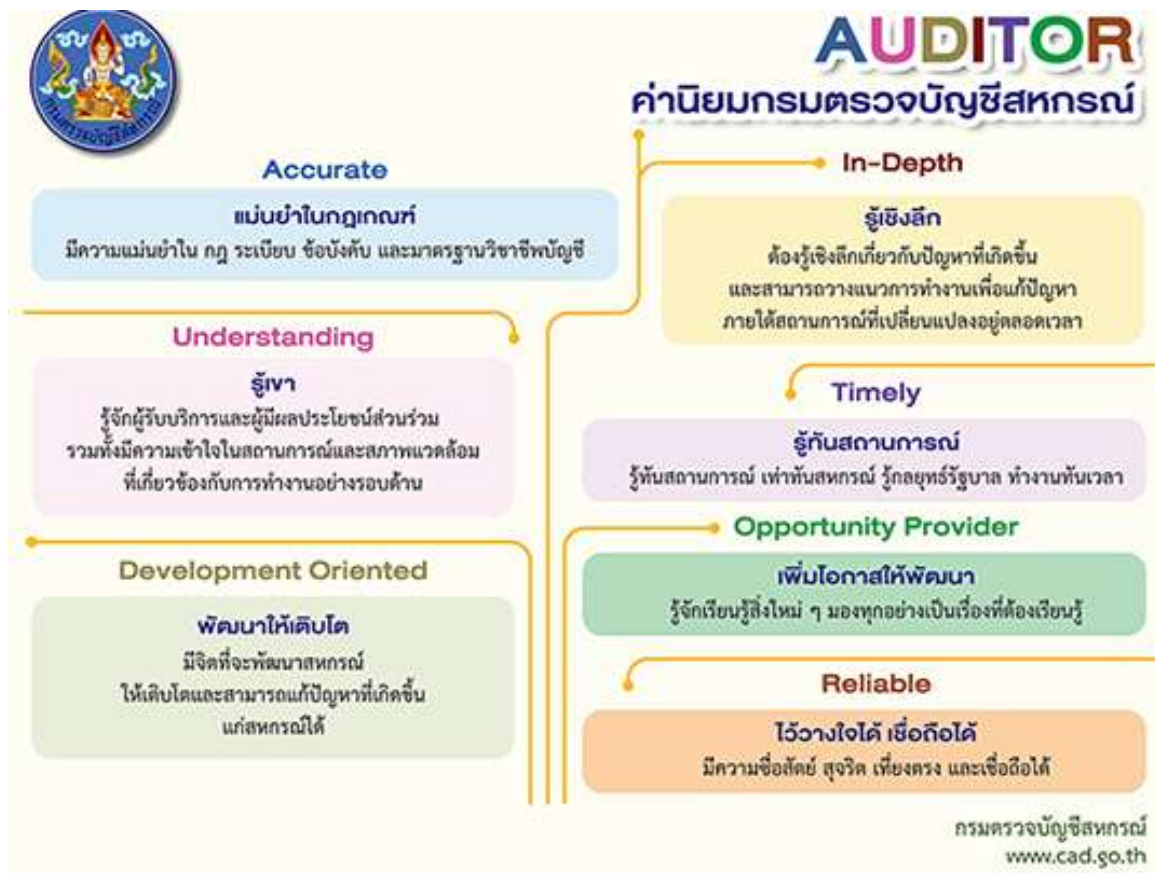 กรมตรวจบัญชีสหกรณ์
AUDITOR
ค่านิยมกรมตรวจบัญชีสหกรณ์
Accurate
แม่นยำในกฎเกณฑ์
มีความแม่นยำใน กฎ ระเบียบ ข้อบังคับ และมาตรฐานวิชาชีพบัญชี
Understanding
รู้เขา
รู้จักผู้รับบริการและผู้มีผลประโยชน์ส่วนร่วม
รวมทั้งมีความเข้าใจในสถานการณ์และสภาพแวดล้อม
ที่เกี่ยวข้องกับการทำงานอย่างรอบด้าน
Development Oriented
พัฒนาให้เติบโต
มีจิตที่จะพัฒนาสหกรณ์
ให้เติบโตและสามารถแก้ปัญหาที่เกิดขึ้น
แก่สหกรณ์ได้
In-Depth
รู้เชิงลึก
ต้องรู้เชิงลึกเกี่ยวกับปัญหาที่เกิดขึ้น
และสามารถวางแนวการทำงานเพื่อแก้ปัญหา
ภายใต้สถานการณ์ที่เปลี่ยนแปลงอยู่ตลอดเวลา
Timely
รู้ทันสถานการณ์
รู้ทันสถานการณ์ เท่าทันสหกรณ์ รู้กลยุทธ์รัฐบาล ทำงานทันเวลา
Opportunity Provider
เพิ่มโอกาสให้พัฒนา
รู้จักเรียนรู้สิ่งใหม่ ๆ มองทุกอย่างเป็นเรื่องที่ต้องเรียนรู้
Reliable
ไว้วางใจได้ เชื่อถือได้
มีความซื่อสัตย์ สุจริต เที่ยงตรง และเชื่อถือได้
กรมตรวจบัญชีสหกรณ์
www.cad.go.th